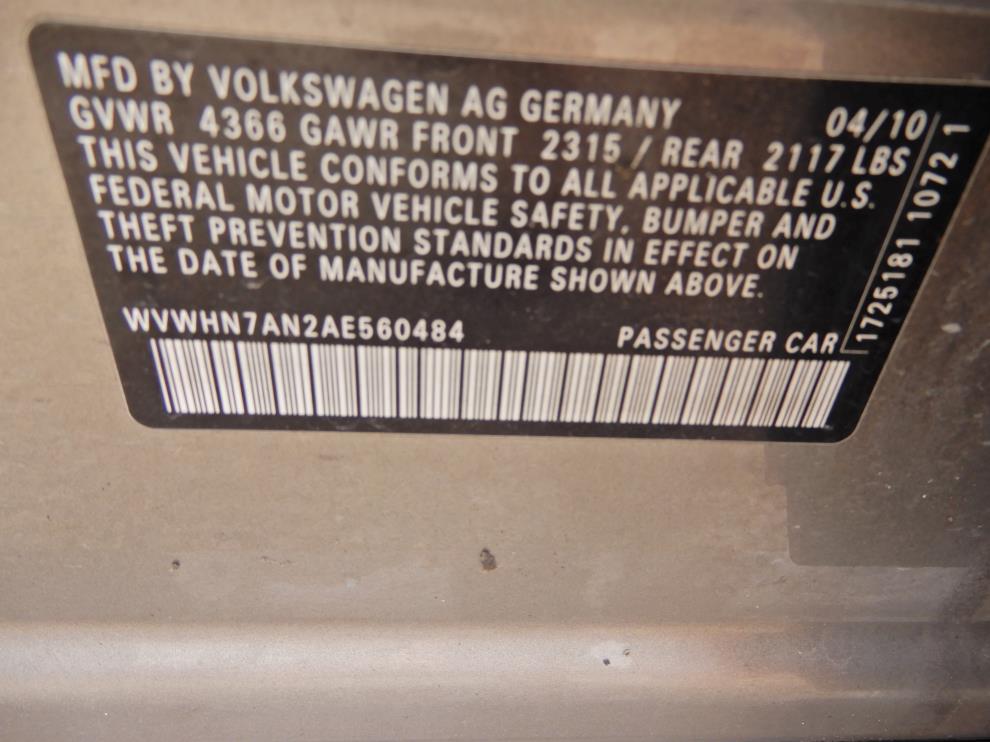 MFD BY VOLKSWAGEN AG GERMANY 04/10
GVWR 4366 GAWR FRONT 2315 / REAR 2117 LBS
THIS VEHICLE CONFORMS TO ALL APPLICABLE U.S.
FEDERAL MOTOR VEHICLE SAFETY, BUMPER AND
THEFT PREVENTION STANDARDS IN EFFECT ON
THE DATE OF MANUFACTURE SHOWN ABOVE.
WVWHN7AN2AE560484 PASSENGER CAR
1725181 1072 1